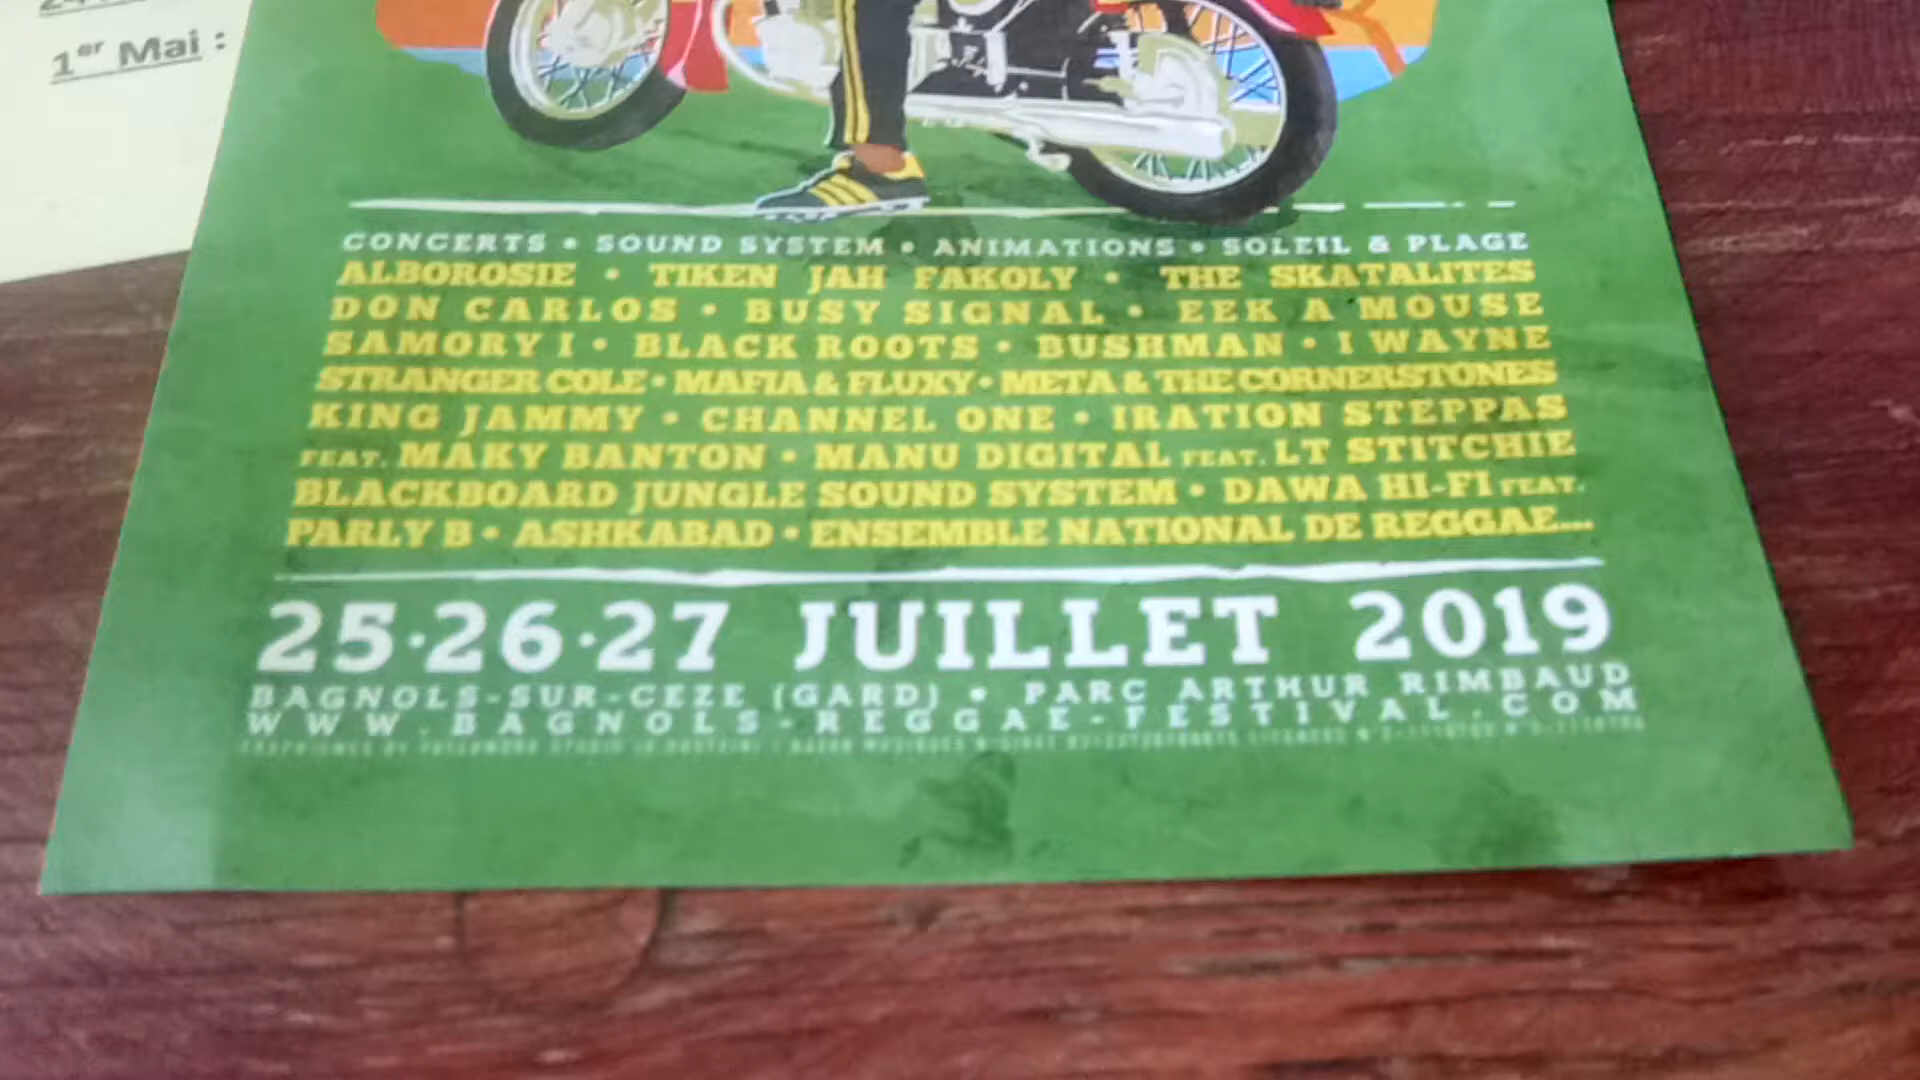 1er Mai :
CONCERTS • SOUND SYSTEM • ANIMATIONS • SOLEIL & PLAGE
ALBOROSIE • TIKEN JAH FAKOLY • THE SKATALITES
DON CARLOS • BUSY SIGNAL • EEK A MOUSE
SAMORY I • BLACK ROOTS • BUSHMAN • I WAYNE
STRANGER COLE • MAFIA & FLUXY • META & THE CORNERSTONES
KING JAMMY • CHANNEL ONE • IRATION STEPPAS
FEAT. MAKY BANTON • MANU DIGITAL FEAT. LT STITCHIE
BLACKBOARD JUNGLE SOUND SYSTEM • DAWA HI-FI FEAT.
PARLY B • ASHKABAD • ENSEMBLE NATIONAL DE REGGAE...
25·26·27 JUILLET 2019
BAGNOLS-SUR-CEZE (GARD) • PARC ARTHUR RIMBAUD
WWW.BAGNOLS-REGGAE-FESTIVAL.COM